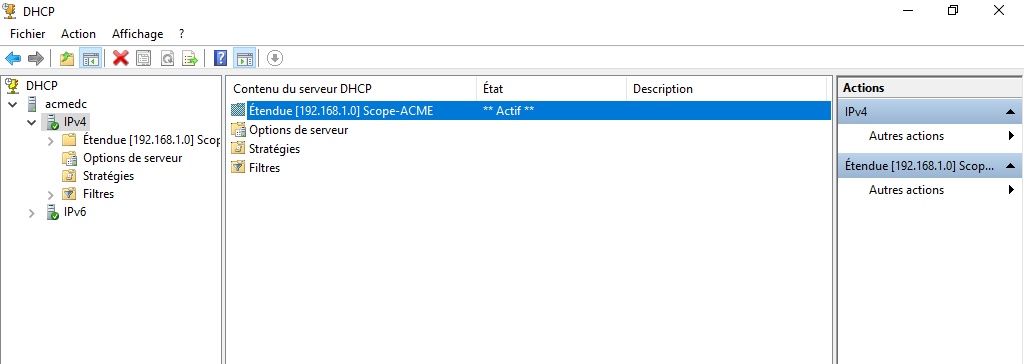 DHCP
Fichier Action Affichage ?
DHCP
acmedc
IPv4
Étendue [192.168.1.0] Scop
Options de serveur
Stratégies
Filtres
IPv6
Contenu du serveur DHCP État Description
Étendue [192.168.1.0] Scope-ACME ** Actif **
Options de serveur
Stratégies
Filtres
Actions
IPv4
Autres actions
Étendue [192.168.1.0] Scop...
Autres actions